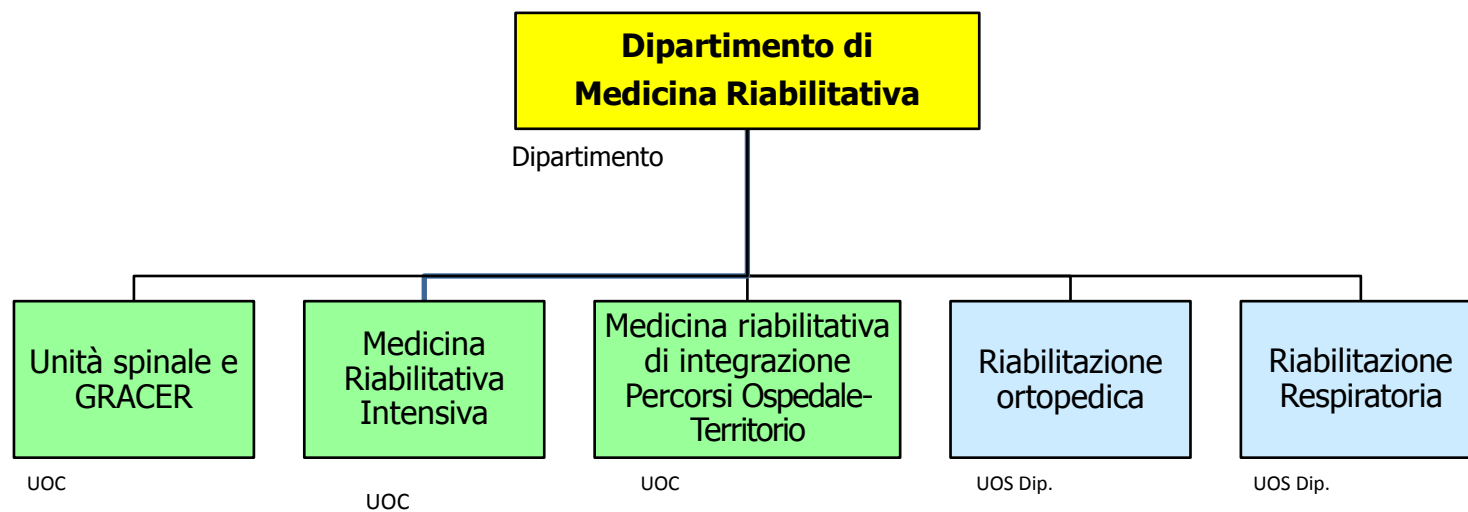 Dipartimento di
Medicina Riabilitativa
Dipartimento
Unità spinale e
GRACER
UOC
Medicina
Riabilitativa
Intensiva
UOC
Medicina riabilitativa
di integrazione
Percorsi Ospedale-
Territorio
UOC
Riabilitazione
ortopedica
UOS Dip.
Riabilitazione
Respiratoria
UOS Dip.